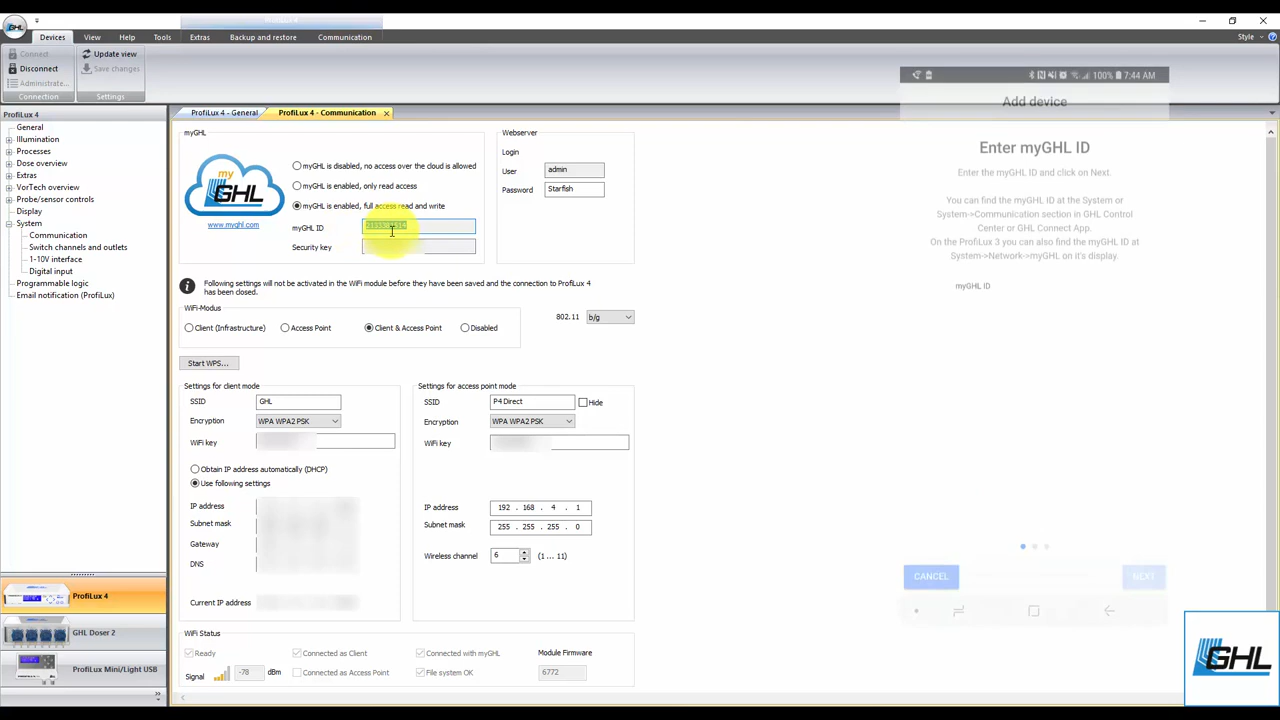 ProfiLux 4
Devices View Help Tools Extras Backup and restore Communication
Style
Connect
Disconnect
Administrate...
Connection
Update view
Save changes
Settings
ProfiLux 4
General
Illumination
Processes
Dose overview
Extras
VorTech overview
Probe/sensor controls
Display
System
Communication
Switch channels and outlets
1-10V interface
Digital input
Programmable logic
Email notification (ProfiLux)
ProfiLux 4
GHL Doser 2
ProfiLux Mini/Light USB
ProfiLux 4 - General
ProfiLux 4 - Communication
myGHL
my
GHL
www.myghl.com
myGHL is disabled, no access over the cloud is allowed
myGHL is enabled, only read access
myGHL is enabled, full access read and write
myGHL ID
Security key
Webserver
Login
User admin
Password Starfish
Following settings will not be activated in the WiFi module before they have been saved and the connection to ProfiLux 4
has been closed.
WiFi-Modus
Client (Infrastructure) Access Point Client & Access Point Disabled
802.11 b/g
Start WPS...
Settings for client mode
SSID GHL
Encryption WPA WPA2 PSK
WiFi key
Obtain IP address automatically (DHCP)
Use following settings
IP address
Subnet mask
Gateway
DNS
Current IP address
Settings for access point mode
SSID P4 Direct Hide
Encryption WPA WPA2 PSK
WiFi key
IP address 192 . 168 . 4 . 1
Subnet mask 255 . 255 . 255 . 0
Wireless channel 6 (1 ... 11)
WiFi Status
Ready Connected as Client Connected with myGHL Module Firmware
Signal -78 dBm Connected as Access Point File system OK 6772
100% 7:44 AM
Add device
Enter myGHL ID
Enter the myGHL ID and click on Next.
You can find the myGHL ID at the System or
System->Communication section in GHL Control
Center or GHL Connect App.
On the ProfiLux 3 you can also find the myGHL ID at
System->Network->myGHL on it's display.
myGHL ID
CANCEL NEXT
GHL